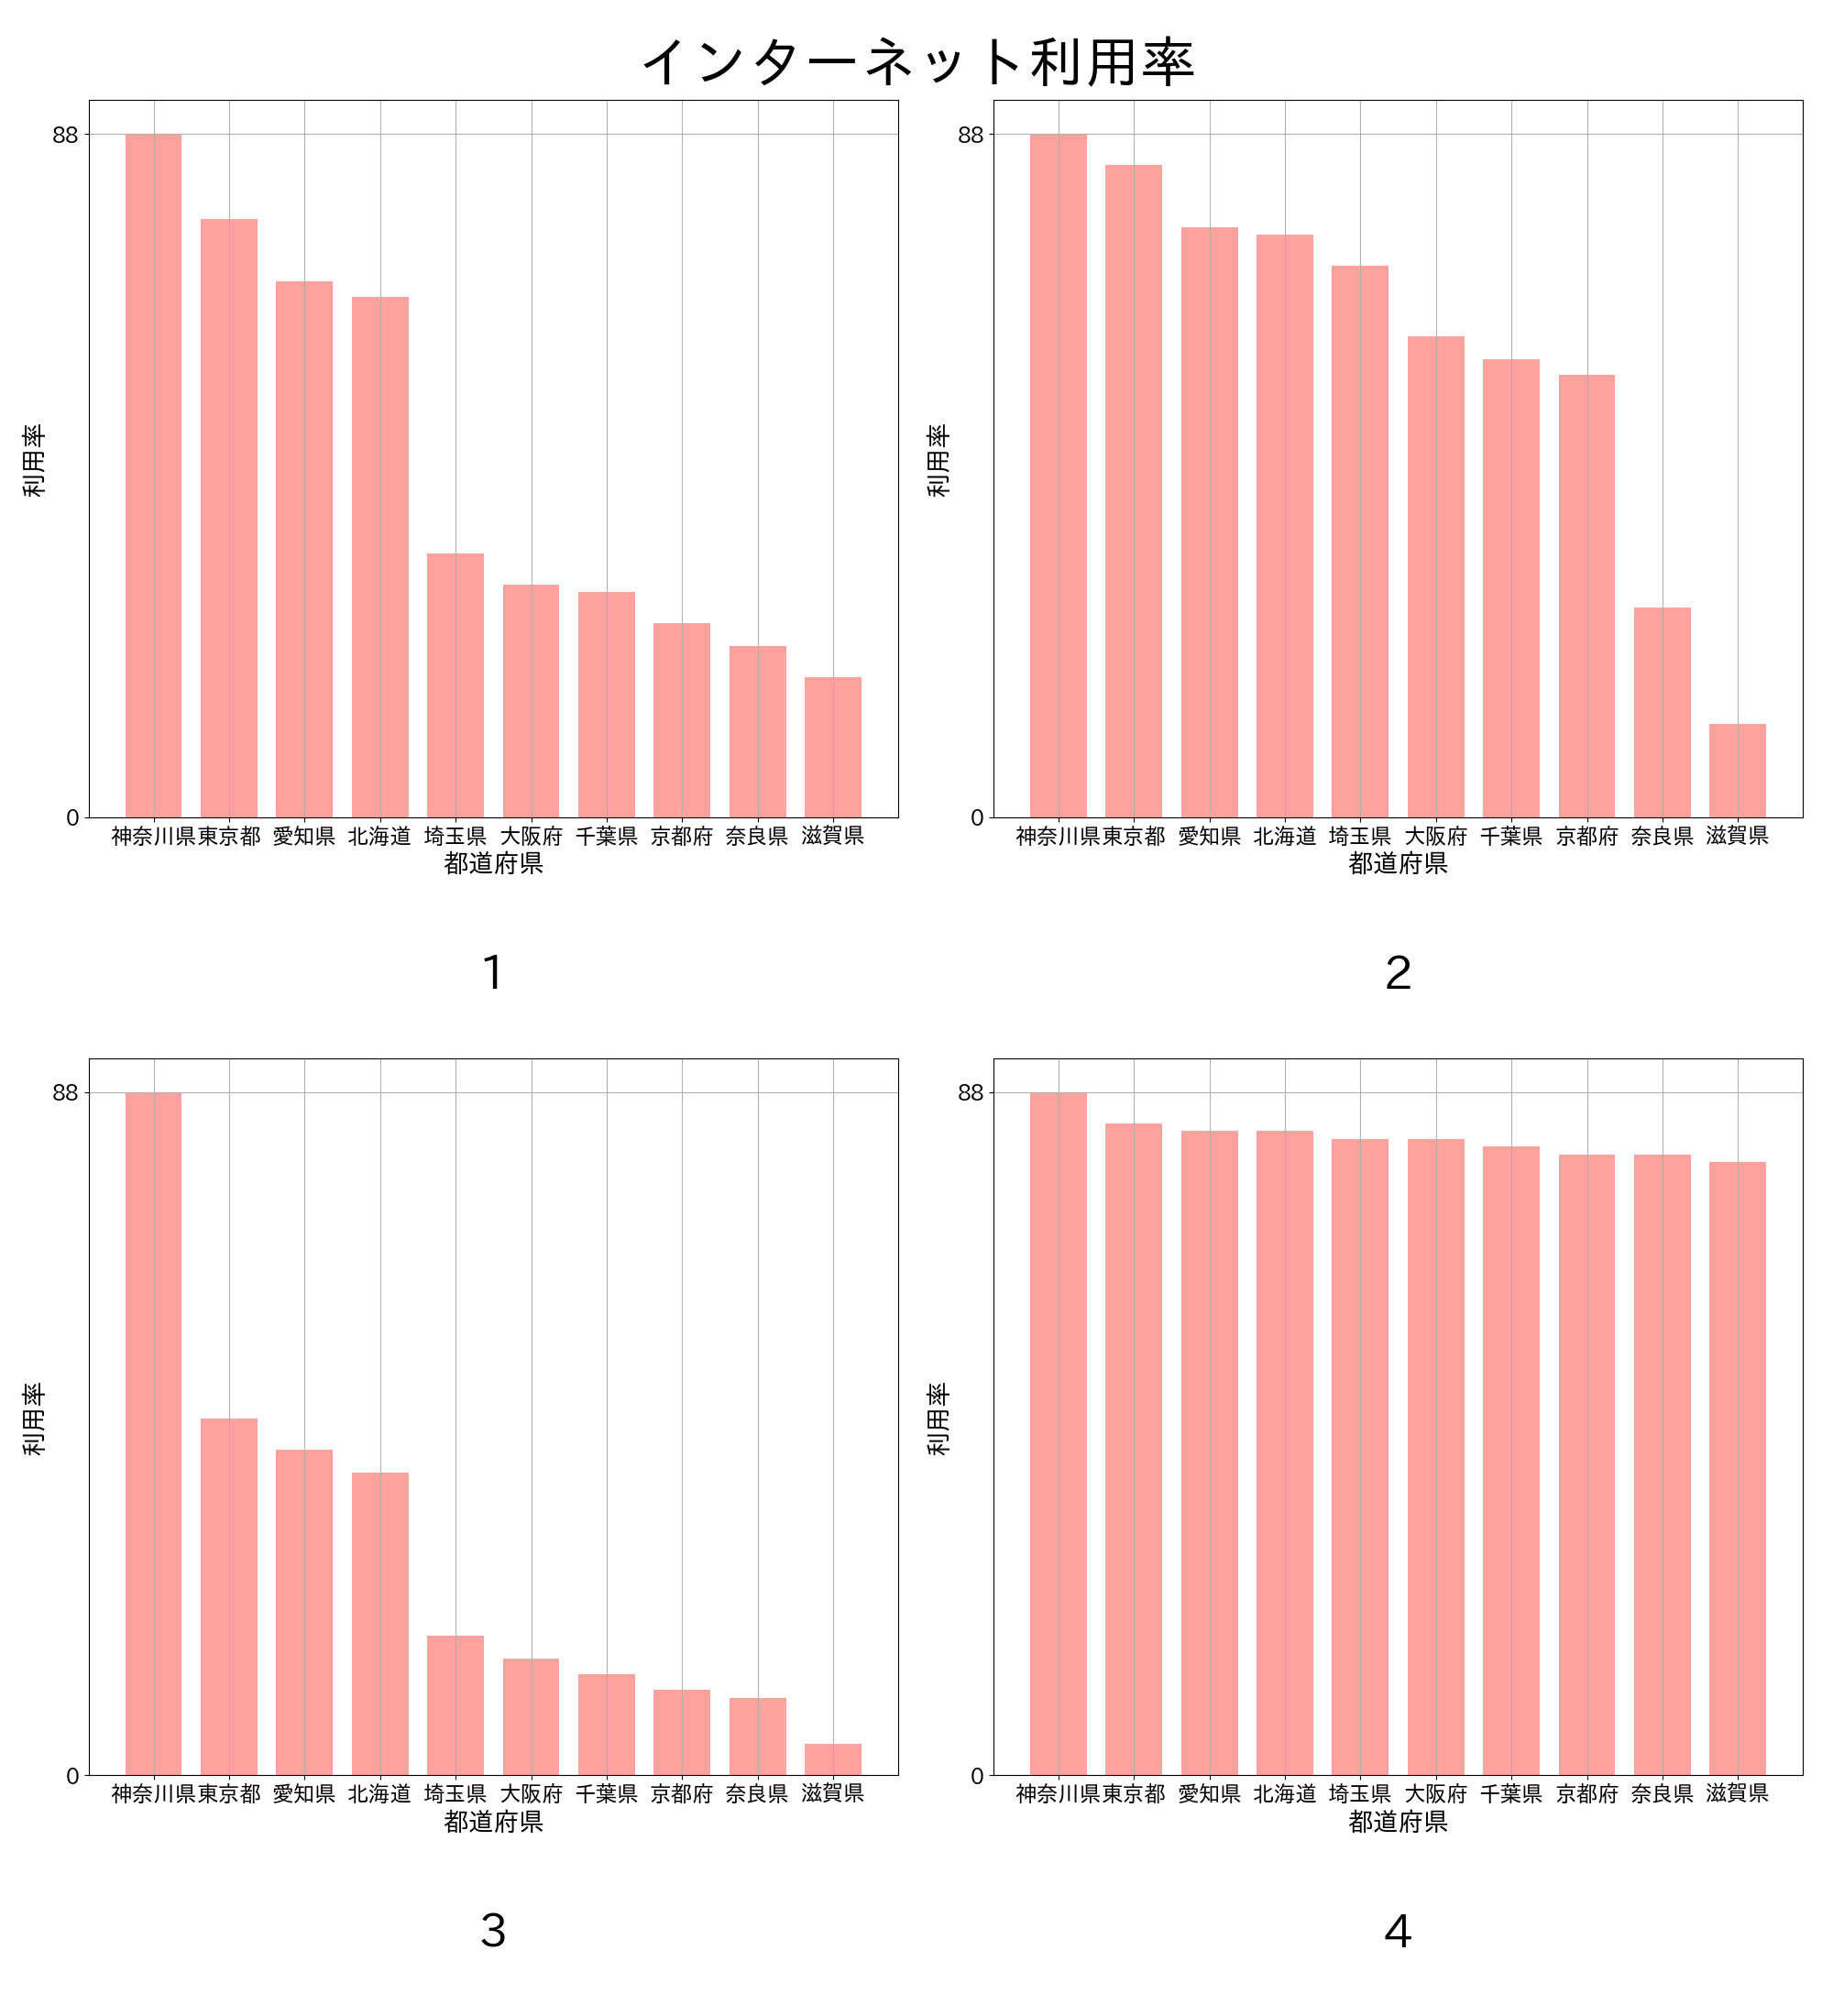 インターネット利用率
88
0
利用率
神奈川県 東京都 愛知県 北海道 埼玉県 大阪府 千葉県 京都府 奈良県 滋賀県
都道府県
1
88
0
利用率
神奈川県 東京都 愛知県 北海道 埼玉県 大阪府 千葉県 京都府 奈良県 滋賀県
都道府県
2
88
0
利用率
神奈川県 東京都 愛知県 北海道 埼玉県 大阪府 千葉県 京都府 奈良県 滋賀県
都道府県
3
88
0
利用率
神奈川県 東京都 愛知県 北海道 埼玉県 大阪府 千葉県 京都府 奈良県 滋賀県
都道府県
4